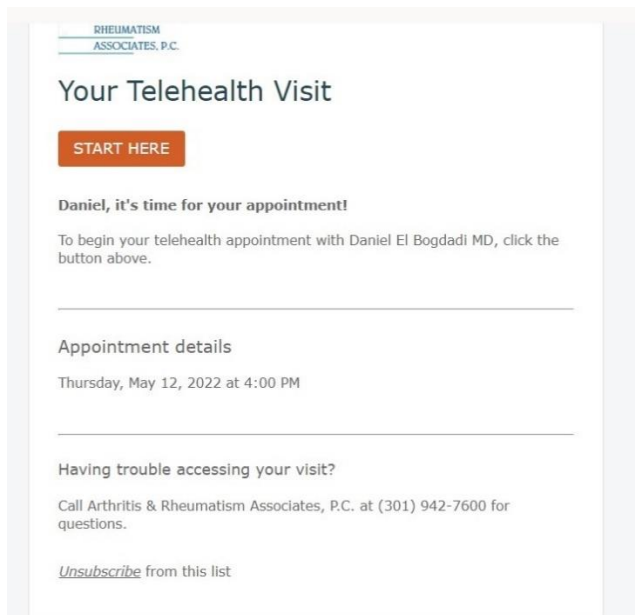 RHEUMATISM
ASSOCIATES, P.C.
Your Telehealth Visit
START HERE
Daniel, it's time for your appointment!
To begin your telehealth appointment with Daniel El Bogdadi MD, click the
button above.
Appointment details
Thursday, May 12, 2022 at 4:00 PM
Having trouble accessing your visit?
Call Arthritis & Rheumatism Associates, P.C. at (301) 942-7600 for
questions.
Unsubscribe from this list